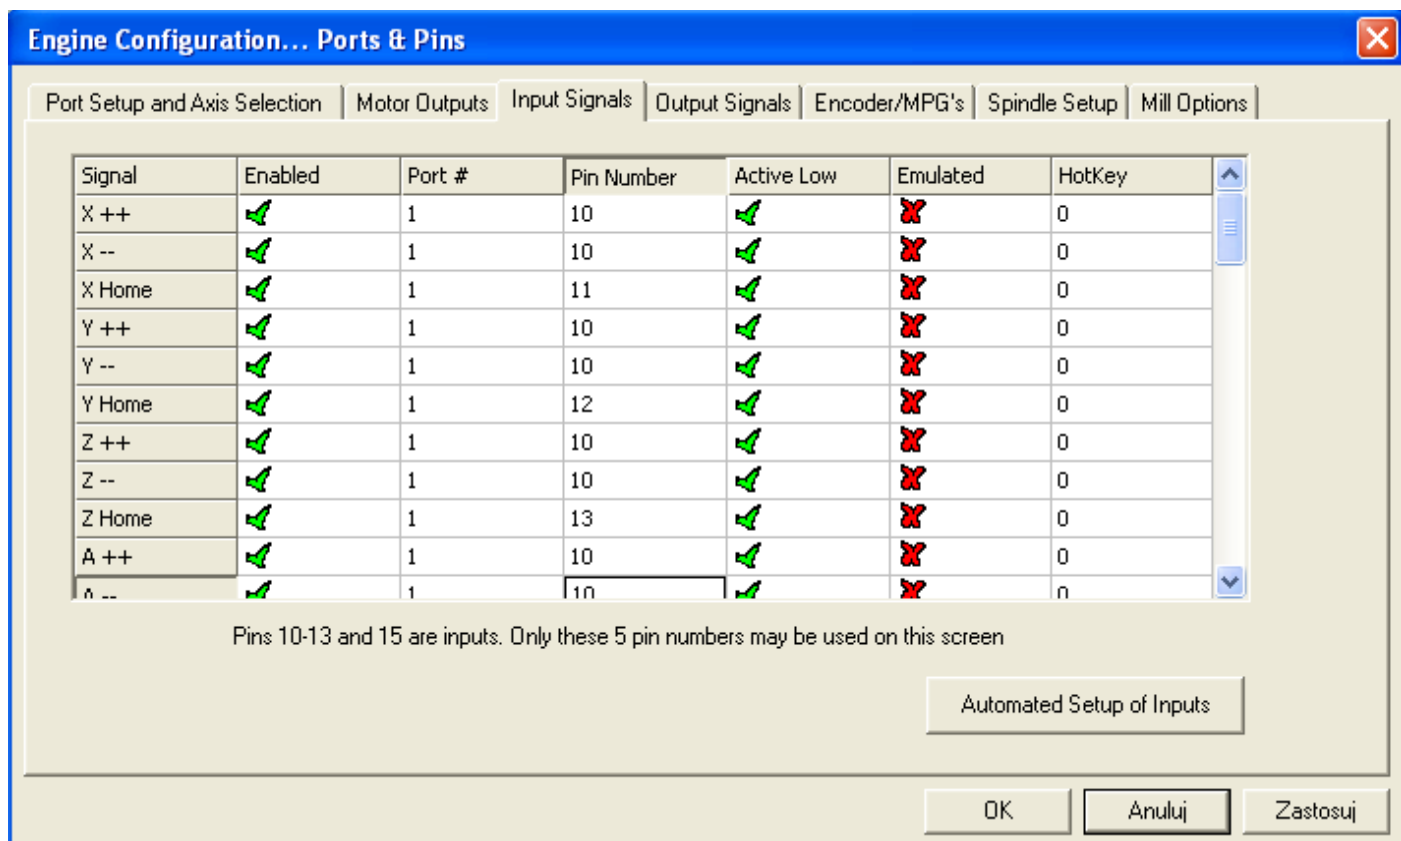 Engine Configuration... Ports & Pins
Port Setup and Axis Selection Motor Outputs Input Signals Output Signals Encoder/MPG's Spindle Setup Mill Options
Signal Enabled Port # Pin Number Active Low Emulated HotKey
X ++ 1 10 0
X -- 1 10 0
X Home 1 11 0
Y ++ 1 10 0
Y -- 1 10 0
Y Home 1 12 0
Z ++ 1 10 0
Z -- 1 10 0
Z Home 1 13 0
A ++ 1 10 0
A -- 1 10 0
Pins 10-13 and 15 are inputs. Only these 5 pin numbers may be used on this screen
Automated Setup of Inputs
OK Anuluj Zastosuj